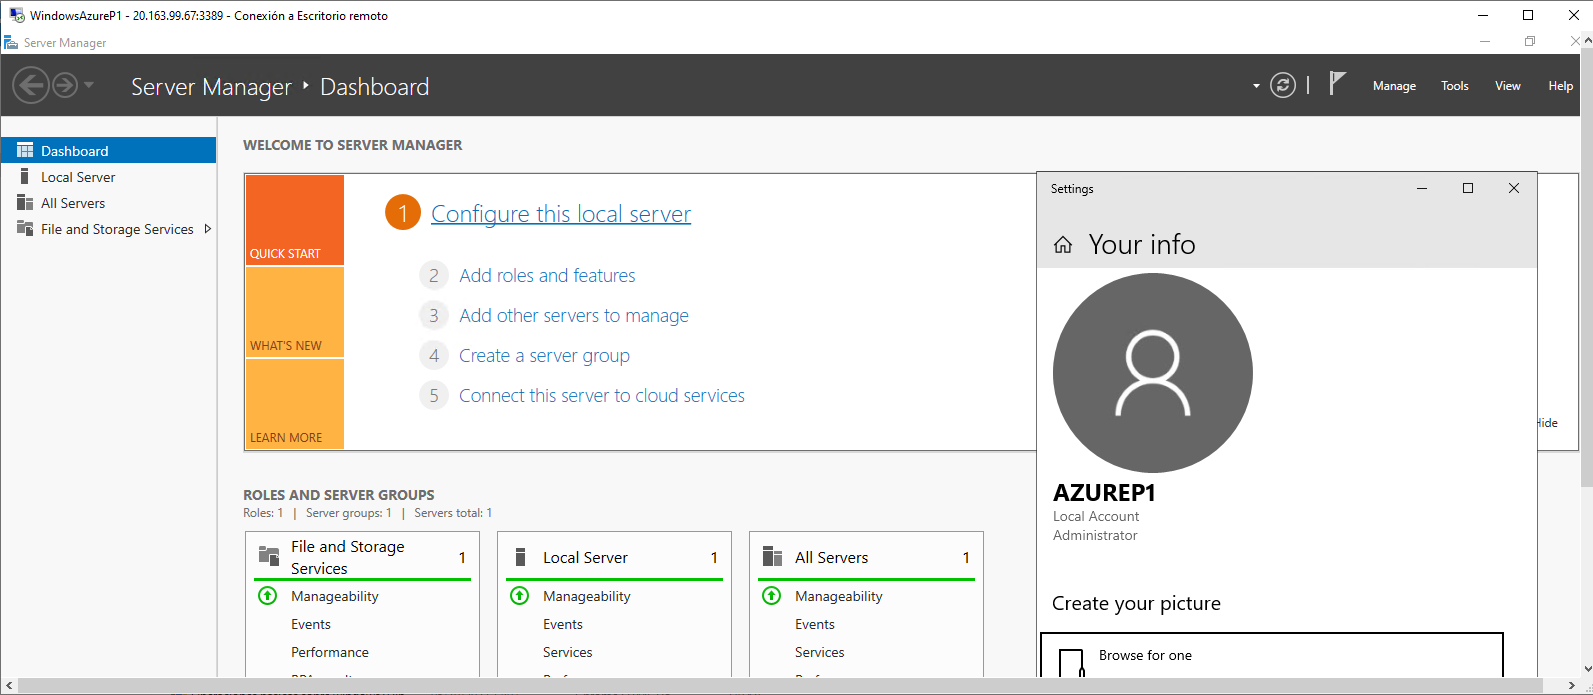 WindowsAzureP1 - 20.163.99.67:3389 - Conexión a Escritorio remoto
Server Manager
Server Manager ‣ Dashboard
Manage Tools View Help
Dashboard
Local Server
All Servers
File and Storage Services
WELCOME TO SERVER MANAGER
QUICK START
WHAT'S NEW
LEARN MORE
1 Configure this local server
2 Add roles and features
3 Add other servers to manage
4 Create a server group
5 Connect this server to cloud services
Hide
ROLES AND SERVER GROUPS
Roles: 1 | Server groups: 1 | Servers total: 1
File and Storage
Services
1
Manageability
Events
Performance
Local Server 1
Manageability
Events
Services
All Servers 1
Manageability
Events
Services
Settings
Your info
AZUREP1
Local Account
Administrator
Create your picture
Browse for one